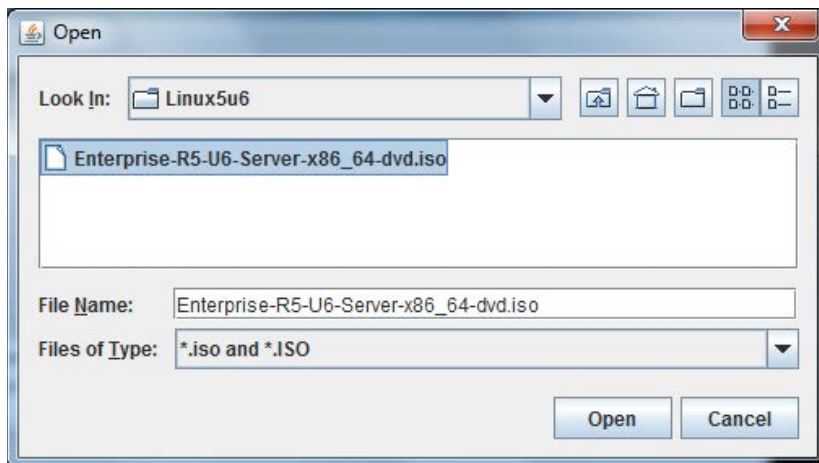 Open
Look In: Linux5u6
Enterprise-R5-U6-Server-x86_64-dvd.iso
File Name: Enterprise-R5-U6-Server-x86_64-dvd.iso
Files of Type: *.iso and *.ISO
Open Cancel